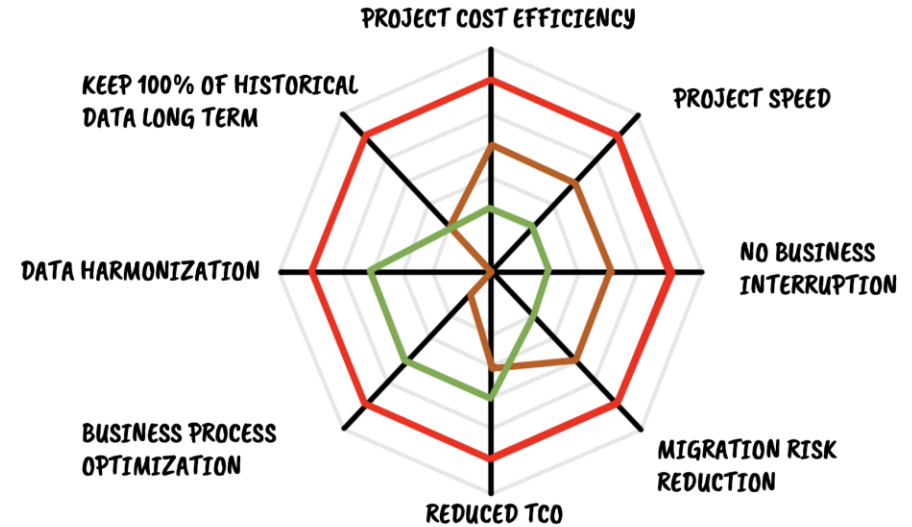 PROJECT COST EFFICIENCY
KEEP 100% OF HISTORICAL
DATA LONG TERM
PROJECT SPEED
DATA HARMONIZATION
NO BUSINESS
INTERRUPTION
BUSINESS PROCESS
OPTIMIZATION
MIGRATION RISK
REDUCTION
REDUCED TCO